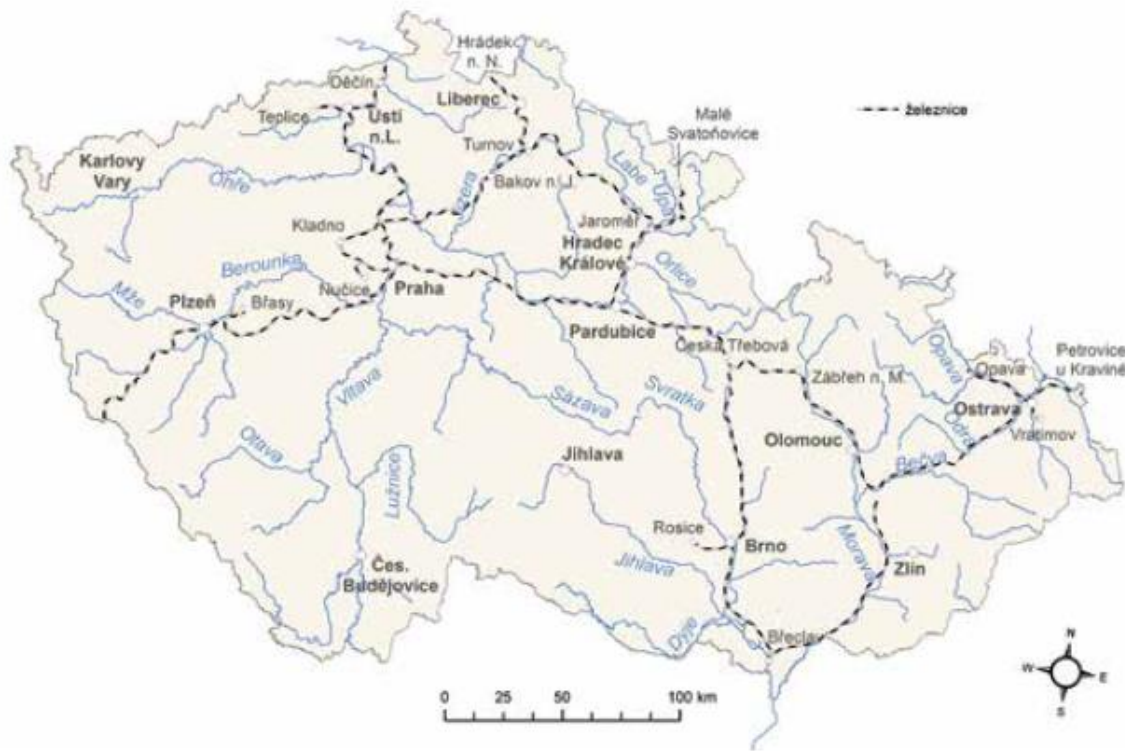 Hrádek
n. N.
Děčín
Liberec
Teplice
Ústí
n.L.
Malé
Svatoňovice
železnice
Turnov
Karlovy
Vary
Ohře
Jizera
Bakov n. J.
Labe
Úpa
Kladno
Jaroměř
Hradec
Králové
Orlice
Berounka
Nučice
Praha
Mže
Plzeň
Břasy
Pardubice
Česká Třebová
Zábřeh n. M.
Opava
Opava
Petrovice
u Kraviné
Vltava
Sázava
Svratka
Ostrava
Odra
Vratimov
Otava
Lužnice
Jihlava
Olomouc
Bečva
Rosice
Brno
Morava
Zlín
Čes.
Budějovice
Jihlava
Dyje
Břeclav
0 25 50 100 km
N
W E
S